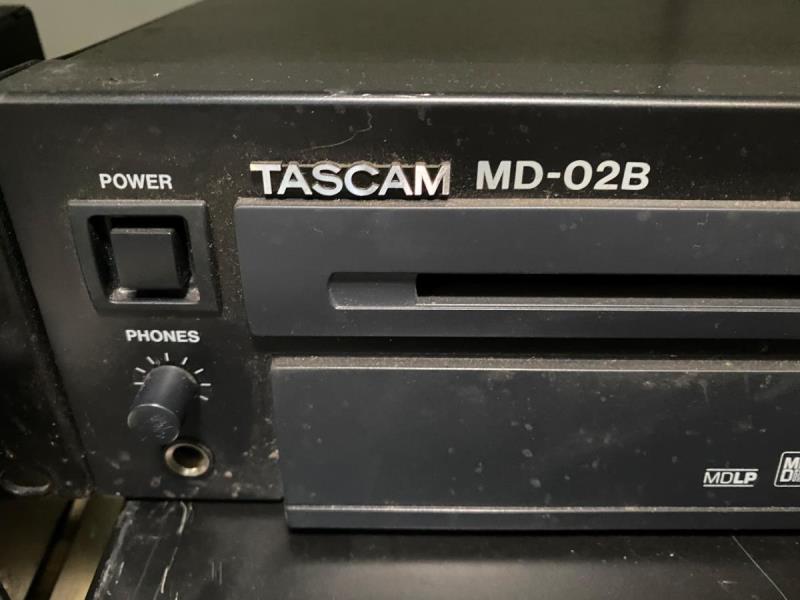 POWER
TASCAM MD-02B
PHONES
MDLP